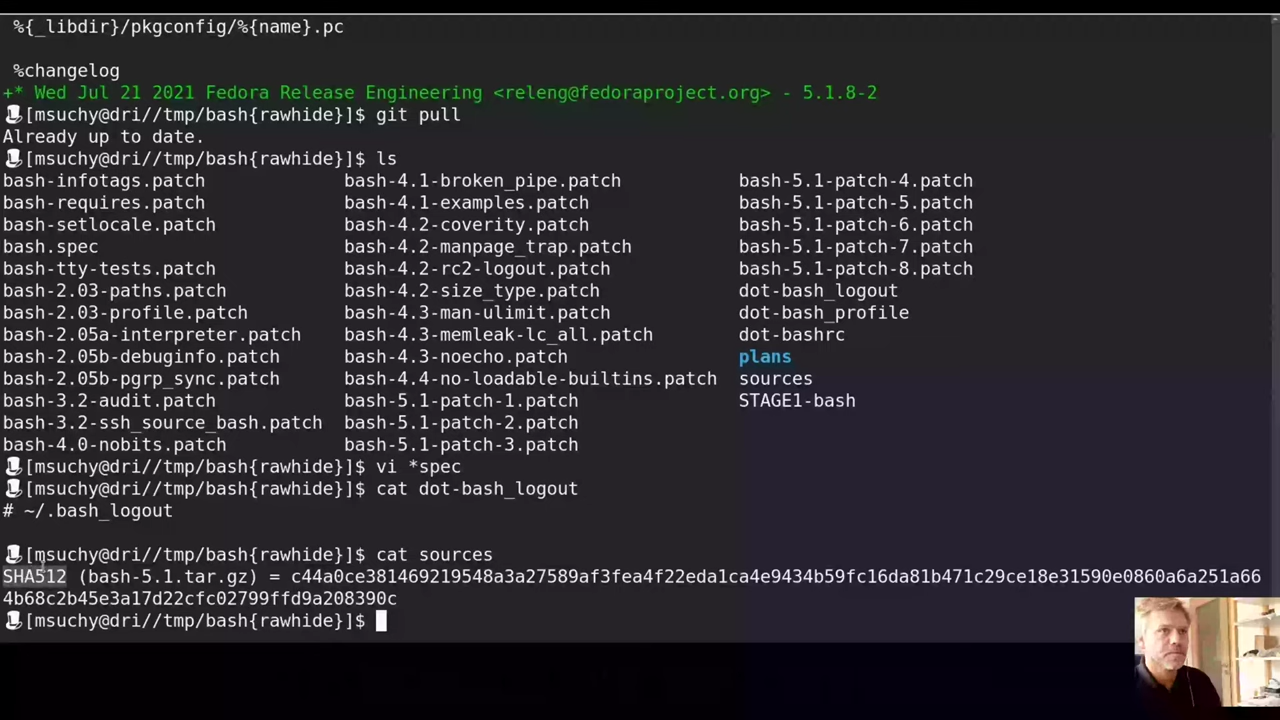 %{_libdir}/pkgconfig/%{name}.pc
%changelog
+* Wed Jul 21 2021 Fedora Release Engineering <releng@fedoraproject.org> - 5.1.8-2
[msuchy@dri//tmp/bash{rawhide}]$ git pull
Already up to date.
[msuchy@dri//tmp/bash{rawhide}]$ ls
bash-infotags.patch bash-4.1-broken_pipe.patch bash-5.1-patch-4.patch
bash-requires.patch bash-4.1-examples.patch bash-5.1-patch-5.patch
bash-setlocale.patch bash-4.2-coverity.patch bash-5.1-patch-6.patch
bash.spec bash-4.2-manpage_trap.patch bash-5.1-patch-7.patch
bash-tty-tests.patch bash-4.2-rc2-logout.patch bash-5.1-patch-8.patch
bash-2.03-paths.patch bash-4.2-size_type.patch dot-bash_logout
bash-2.03-profile.patch bash-4.3-man-ulimit.patch dot-bash_profile
bash-2.05a-interpreter.patch bash-4.3-memleak-lc_all.patch dot-bashrc
bash-2.05b-debuginfo.patch bash-4.3-noecho.patch plans
bash-2.05b-pgrp_sync.patch bash-4.4-no-loadable-builtins.patch sources
bash-3.2-audit.patch bash-5.1-patch-1.patch STAGE1-bash
bash-3.2-ssh_source_bash.patch bash-5.1-patch-2.patch
bash-4.0-nobits.patch bash-5.1-patch-3.patch
[msuchy@dri//tmp/bash{rawhide}]$ vi *spec
[msuchy@dri//tmp/bash{rawhide}]$ cat dot-bash_logout
# ~/.bash_logout
[msuchy@dri//tmp/bash{rawhide}]$ cat sources
SHA512 (bash-5.1.tar.gz) = c44a0ce381469219548a3a27589af3fea4f22eda1ca4e9434b59fc16da81b471c29ce18e31590e0860a6a251a66
4b68c2b45e3a17d22cfc02799ffd9a208390c
[msuchy@dri//tmp/bash{rawhide}]$